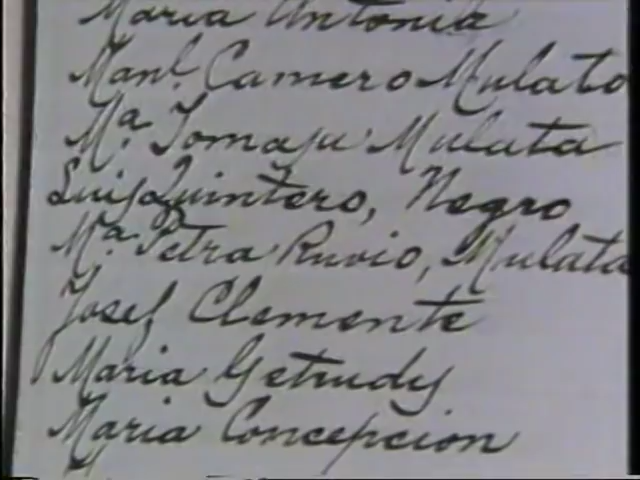 Maria Antonia
Manl. Camero Mulato
Ma. Tomasa Mulata
Luis Quintero, Negro
Ma. Petra Ruvio, Mulata
Josef Clemente
Maria Getrudys
Maria Concepcion